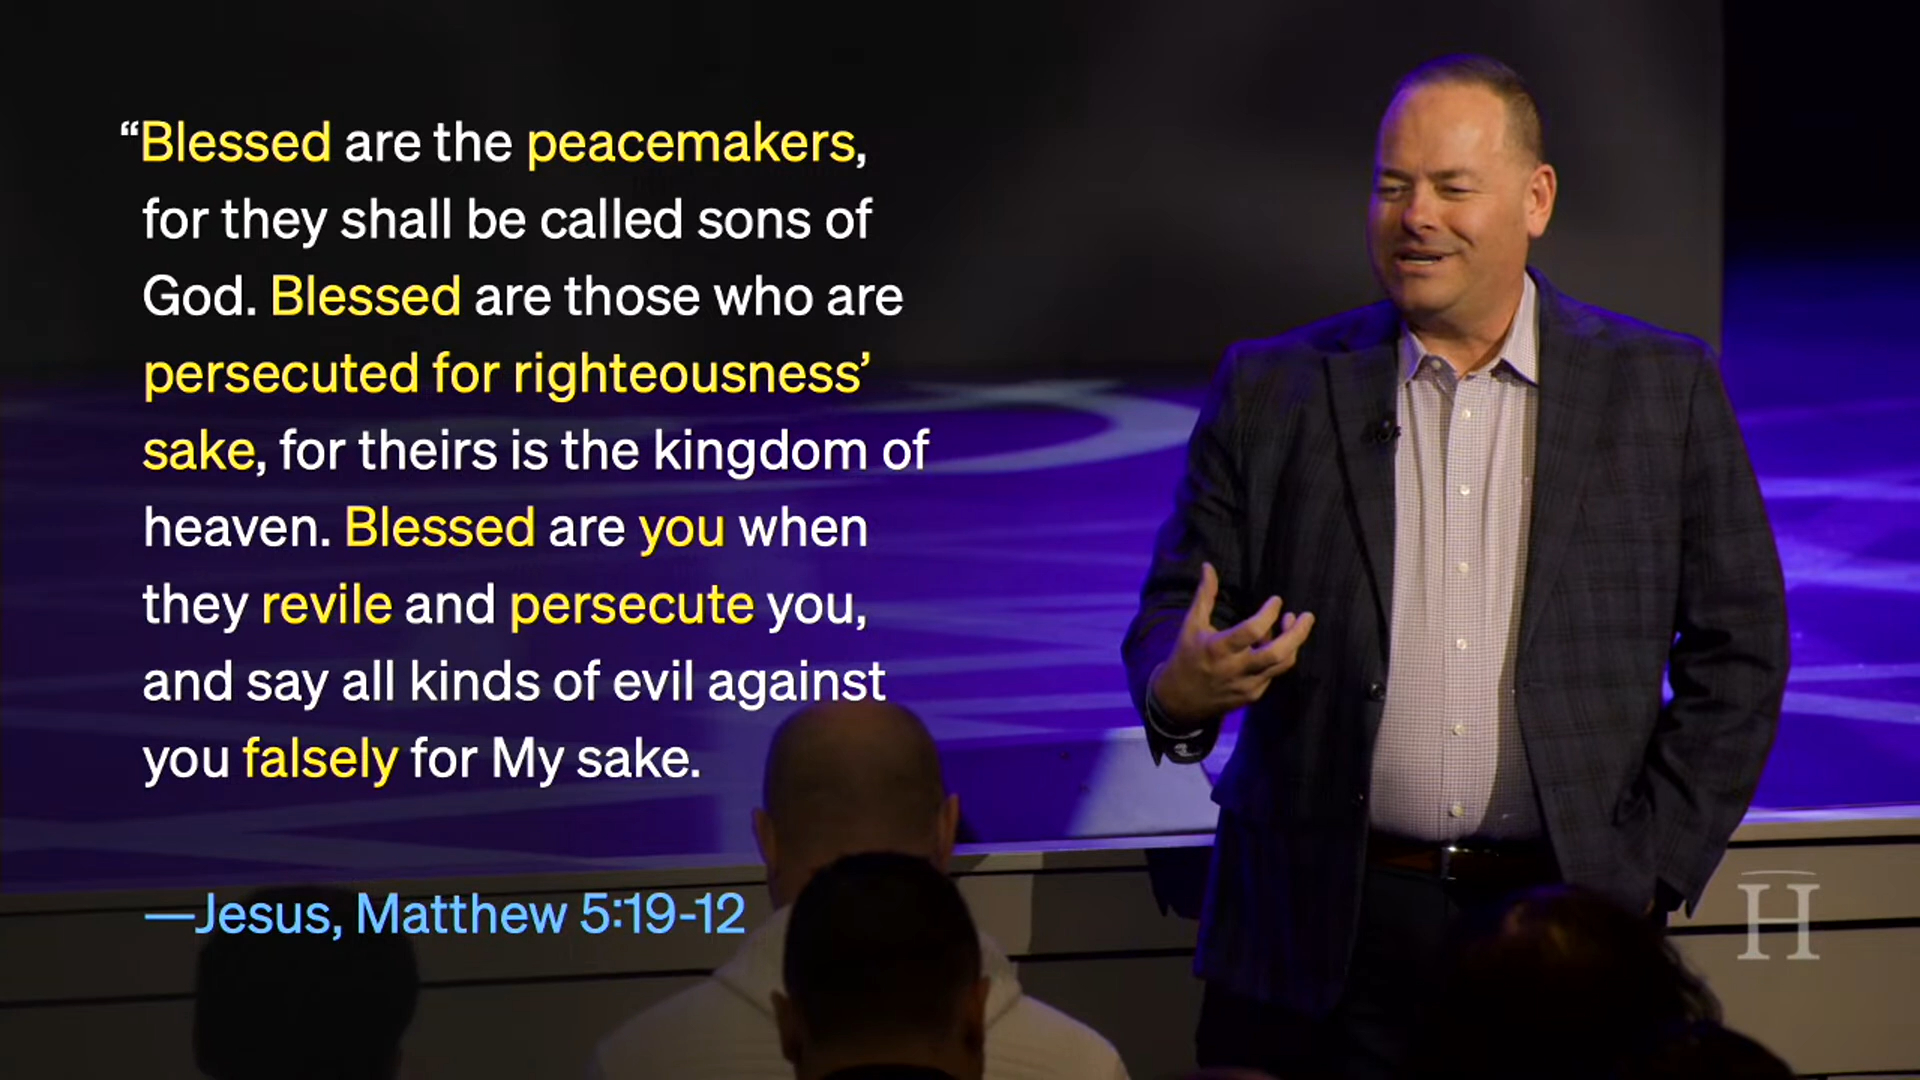 “Blessed are the peacemakers,
for they shall be called sons of
God. Blessed are those who are
persecuted for righteousness’
sake, for theirs is the kingdom of
heaven. Blessed are you when
they revile and persecute you,
and say all kinds of evil against
you falsely for My sake.
—Jesus, Matthew 5:19-12
H